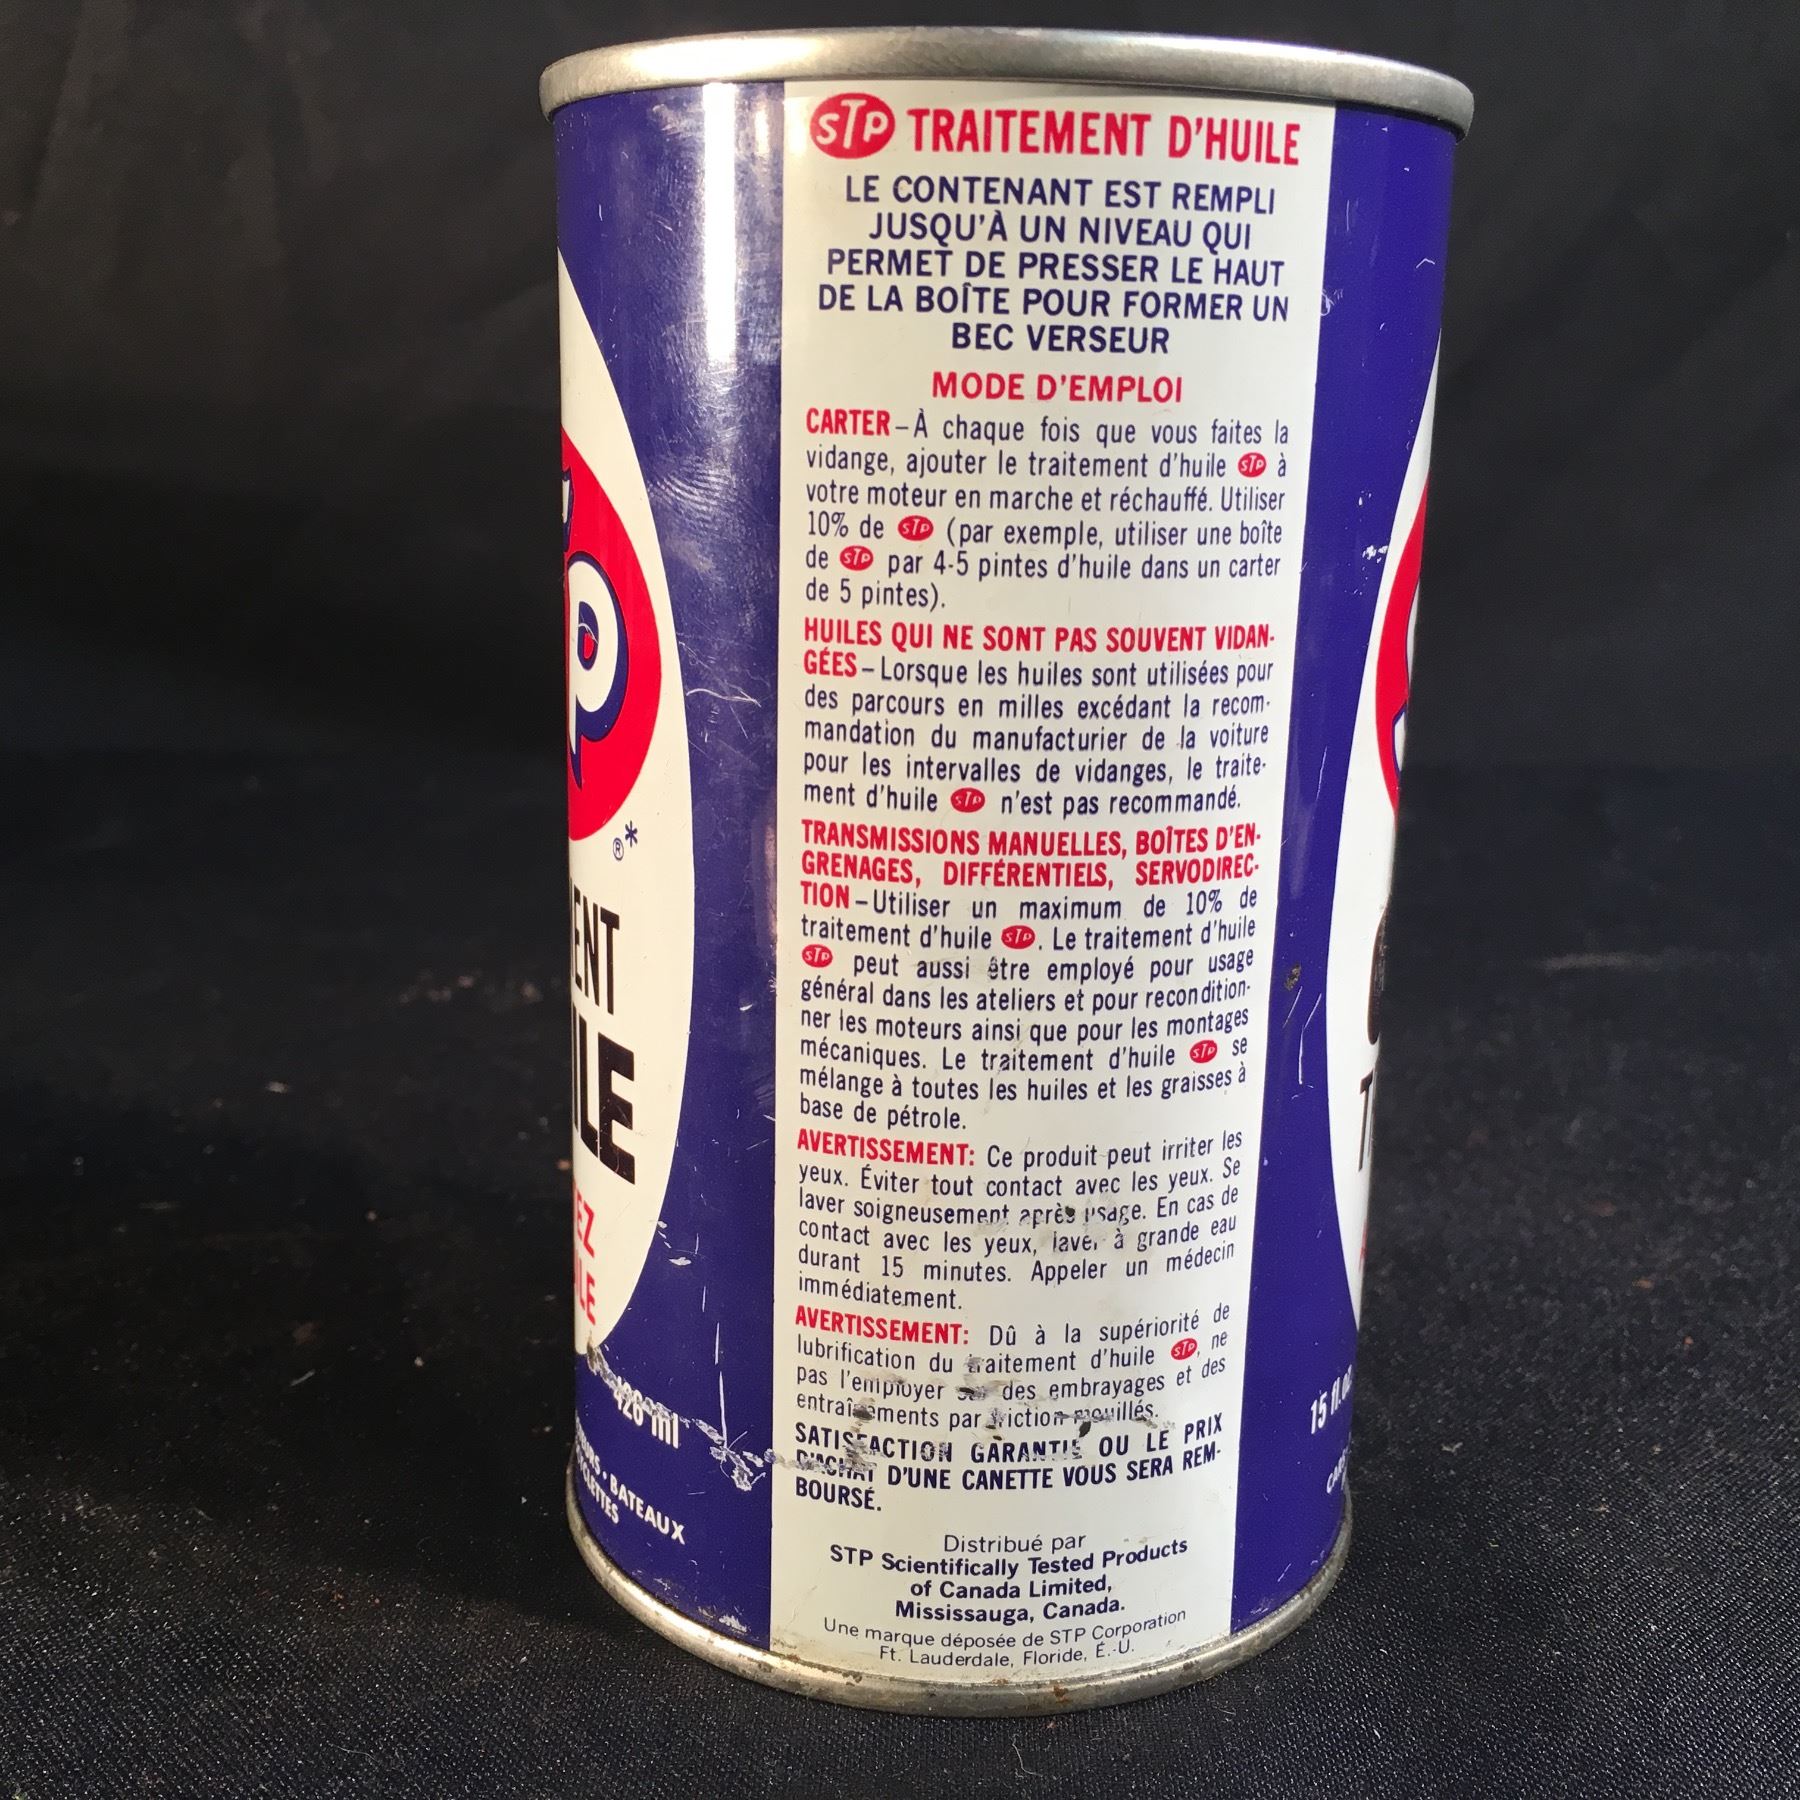 STP TRAITEMENT D'HUILE
LE CONTENANT EST REMPLI
JUSQU'À UN NIVEAU QUI
PERMET DE PRESSER LE HAUT
DE LA BOÎTE POUR FORMER UN
BEC VERSEUR
MODE D'EMPLOI
CARTER – À chaque fois que vous faites la
vidange, ajouter le traitement d'huile STP à
votre moteur en marche et réchauffé. Utiliser
10% de STP (par exemple, utiliser une boîte
de STP par 4-5 pintes d'huile dans un carter
de 5 pintes).
HUILES QUI NE SONT PAS SOUVENT VIDAN-
GÉES – Lorsque les huiles sont utilisées pour
des parcours en milles excédant la recom-
mandation du manufacturier de la voiture
pour les intervalles de vidanges, le traite-
ment d'huile STP n'est pas recommandé.
TRANSMISSIONS MANUELLES, BOÎTES D'EN-
GRENAGES, DIFFÉRENTIELS, SERVODIREC-
TION – Utiliser un maximum de 10% de
traitement d'huile STP. Le traitement d'huile
STP peut aussi être employé pour usage
général dans les ateliers et pour recondition-
ner les moteurs ainsi que pour les montages
mécaniques. Le traitement d'huile STP se
mélange à toutes les huiles et les graisses à
base de pétrole.
AVERTISSEMENT: Ce produit peut irriter les
yeux. Éviter tout contact avec les yeux. Se
laver soigneusement après usage. En cas de
contact avec les yeux, laver à grande eau
durant 15 minutes. Appeler un médecin
immédiatement.
AVERTISSEMENT: Dû à la supériorité de
lubrification du traitement d'huile STP, ne
pas l'employer sur des embrayages et des
entraînements par friction mouillés.
SATISFACTION GARANTIE OU LE PRIX
D'ACHAT D'UNE CANETTE VOUS SERA REM-
BOURSÉ.
Distribué par
STP Scientifically Tested Products
of Canada Limited,
Mississauga, Canada.
Une marque déposée de STP Corporation
Ft. Lauderdale, Floride, É.-U.
P
®*
ENT
ILE
EZ
LE
426 ml
• BATEAUX
15 fl.oz.